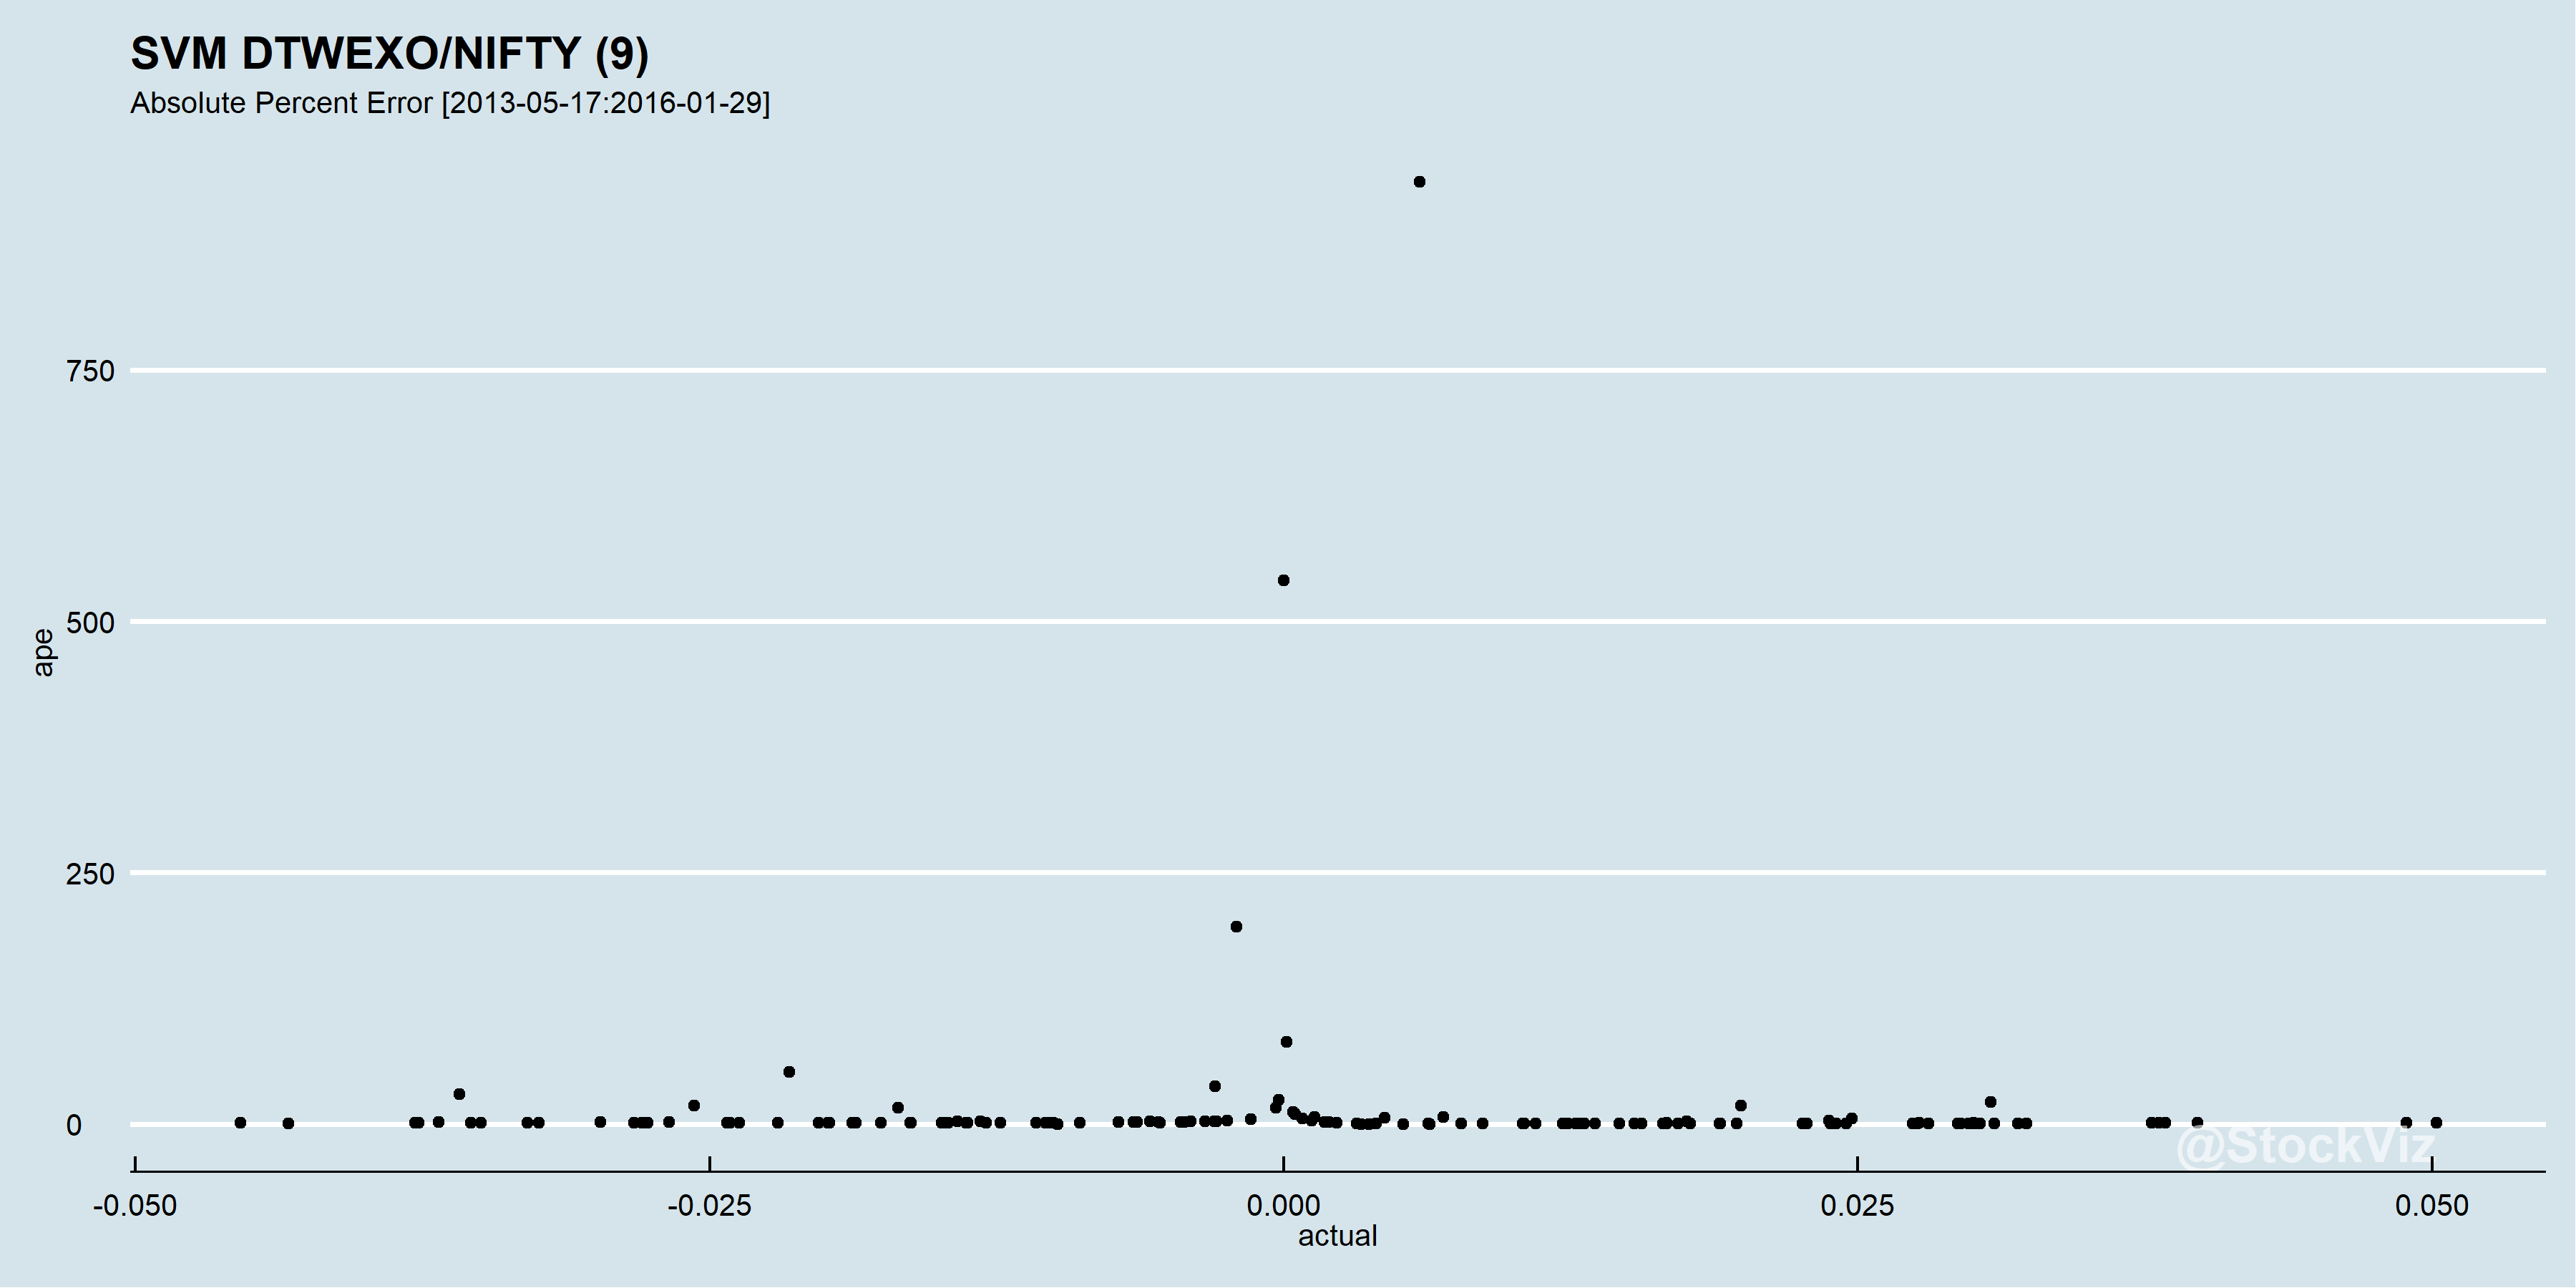 SVM DTWEXO/NIFTY (9)
Absolute Percent Error [2013-05-17:2016-01-29]
750
500
250
0
ape
-0.050 -0.025 0.000 0.025 0.050
actual
@StockViz